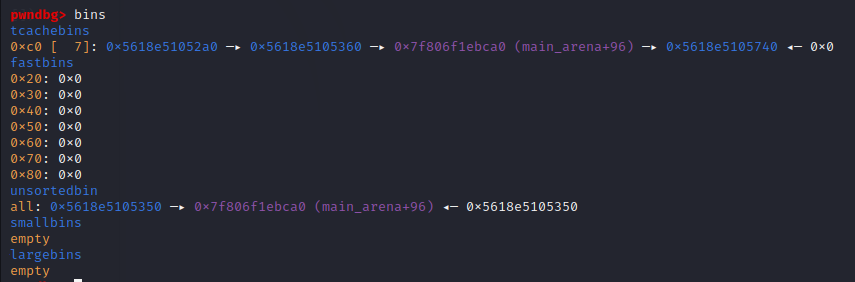 pwndbg> bins
tcachebins
0×c0 [  7]: 0×5618e51052a0 —▸ 0×5618e5105360 —▸ 0×7f806f1ebca0 (main_arena+96) —▸ 0×5618e5105740 ◂— 0×0
fastbins
0×20: 0×0
0×30: 0×0
0×40: 0×0
0×50: 0×0
0×60: 0×0
0×70: 0×0
0×80: 0×0
unsortedbin
all: 0×5618e5105350 —▸ 0×7f806f1ebca0 (main_arena+96) ◂— 0×5618e5105350
smallbins
empty
largebins
empty